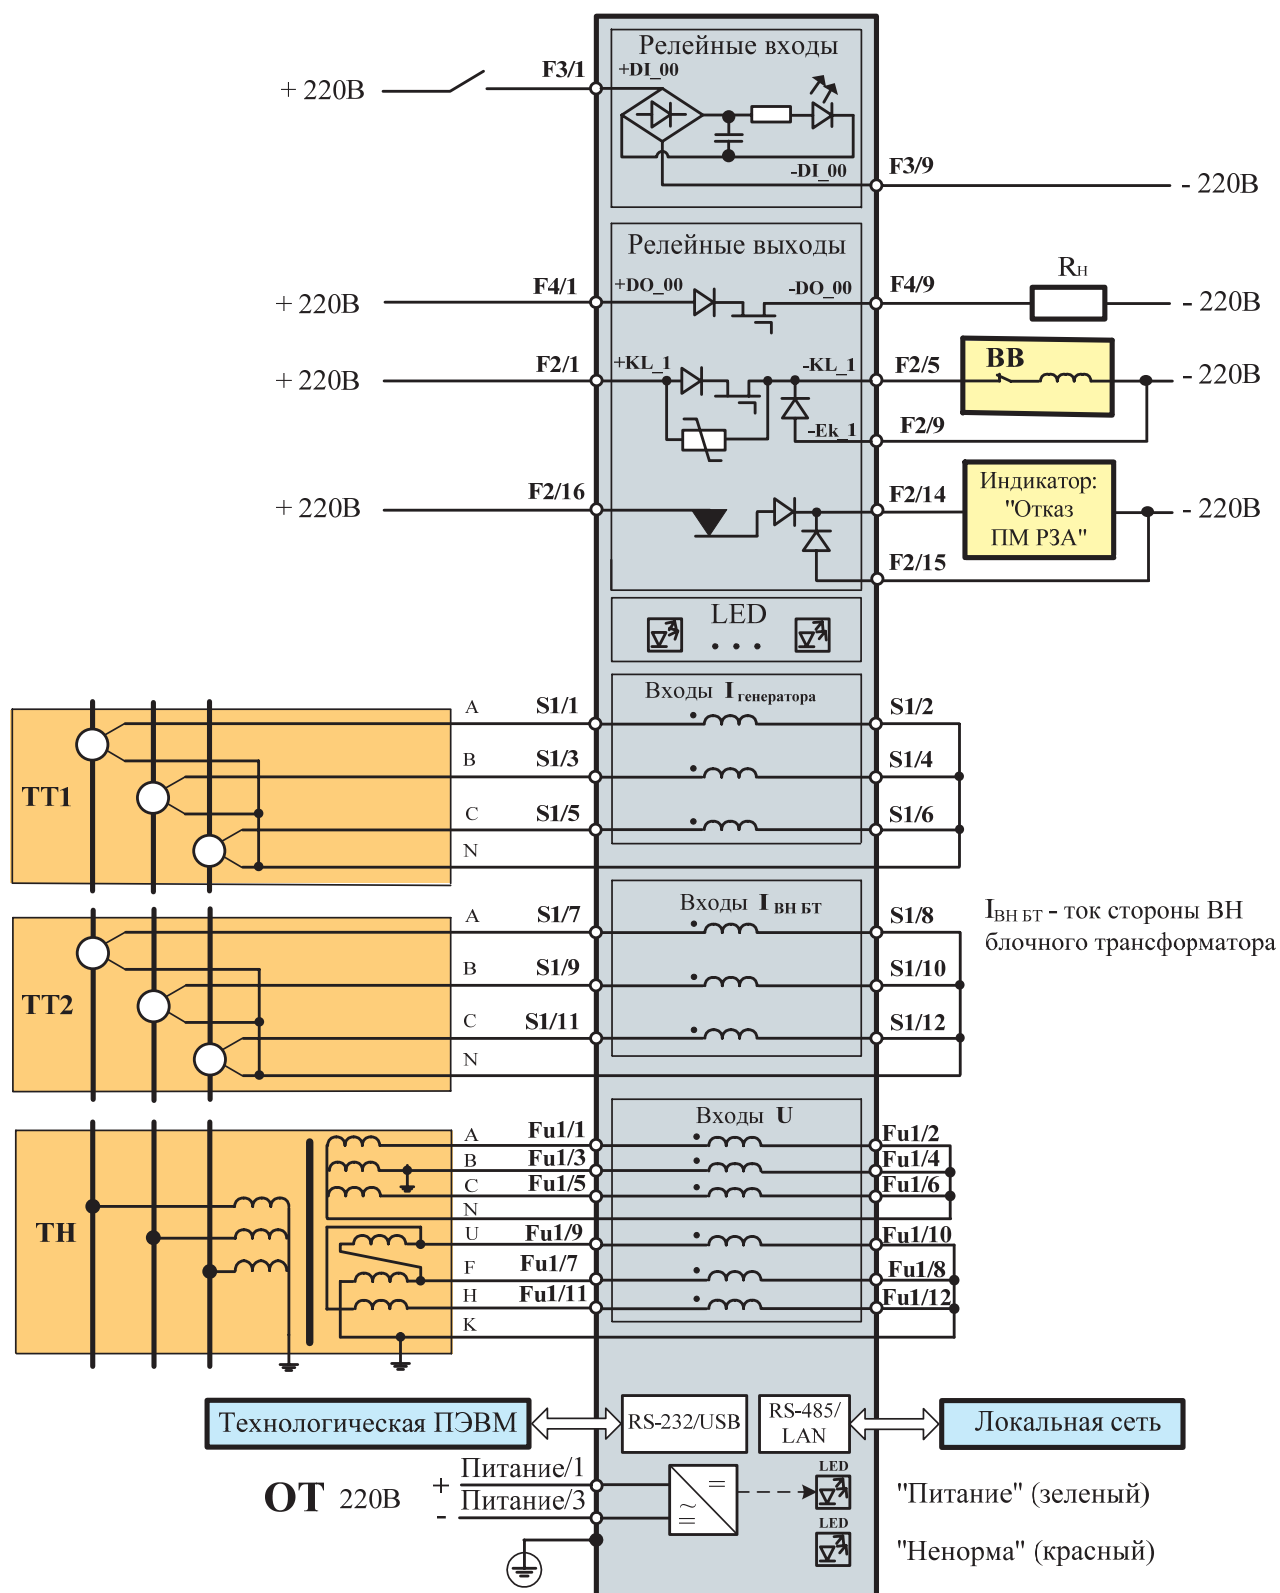 Релейные входы
+ 220В
F3/1
+DI_00
-DI_00
F3/9
- 220В
Релейные выходы
+ 220В
F4/1
+DO_00
-DO_00
F4/9
Rн
- 220В
+ 220В
F2/1
+KL_1
-KL_1
F2/5
ВВ
- 220В
-Ek_1
F2/9
+ 220В
F2/16
F2/14
Индикатор:
"Отказ
ПМ РЗА"
- 220В
F2/15
LED
. . .
Входы I генератора
ТТ1
A
S1/1
S1/2
B
S1/3
S1/4
C
S1/5
S1/6
N
Входы I ВН БТ
ТТ2
A
S1/7
S1/8
B
S1/9
S1/10
C
S1/11
S1/12
N
IВН БТ - ток стороны ВН
блочного трансформатора
Входы U
ТН
A
Fu1/1
Fu1/2
B
Fu1/3
Fu1/4
C
Fu1/5
Fu1/6
N
U
Fu1/9
Fu1/10
F
Fu1/7
Fu1/8
H
Fu1/11
Fu1/12
K
Технологическая ПЭВМ
RS-232/USB
RS-485/
LAN
Локальная сеть
ОТ 220В
+
Питание/1
-
Питание/3
=
~
=
LED
"Питание" (зеленый)
LED
"Ненорма" (красный)